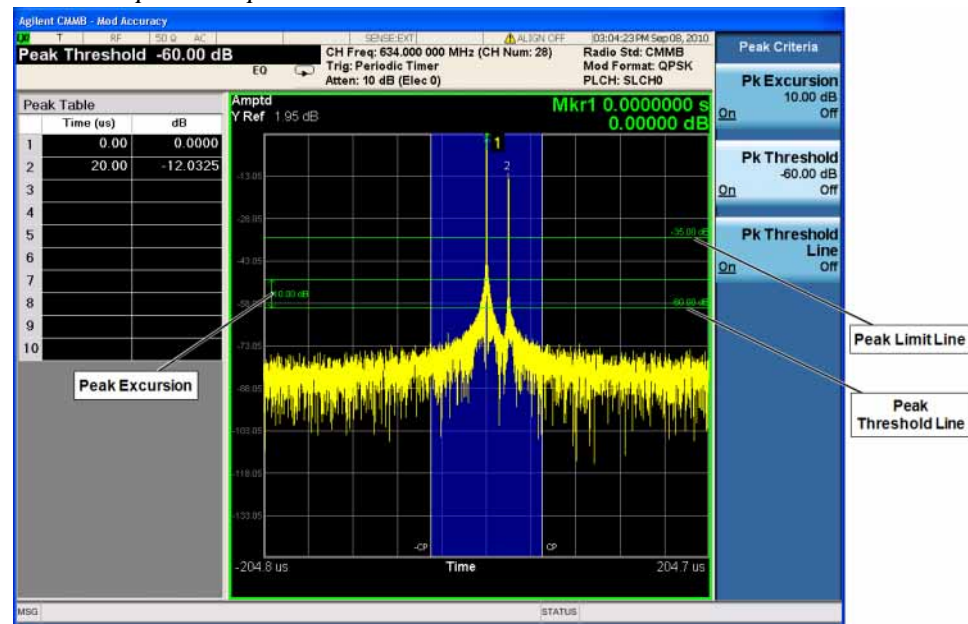 Agilent CMMB - Mod Accuracy
T RF 50 Ω AC SENSE:EXT ALIGN OFF 03:04:23 PM Sep 08, 2010
Peak Threshold -60.00 dB
CH Freq: 634.000 000 MHz (CH Num: 28) Radio Std: CMMB
EQ Trig: Periodic Timer Mod Format: QPSK
Atten: 10 dB (Elec 0) PLCH: SLCH0
Peak Table
Time (us) dB
1 0.00 0.0000
2 20.00 -12.0325
3
4
5
6
7
8
9
10
Amptd
Y Ref 1.95 dB
Mkr1 0.0000000 s
0.00000 dB
1
2
-13.05
-28.05
-35.00 dB
-43.05
10.00 dB
-60.00 dB
-73.05
-88.05
-103.05
-118.05
-133.05
-CP
CP
-204.8 us Time 204.7 us
Peak Criteria
Pk Excursion
10.00 dB
On Off
Pk Threshold
-60.00 dB
On Off
Pk Threshold
Line
On Off
Peak Limit Line
Peak
Threshold Line
Peak Excursion
MSG STATUS